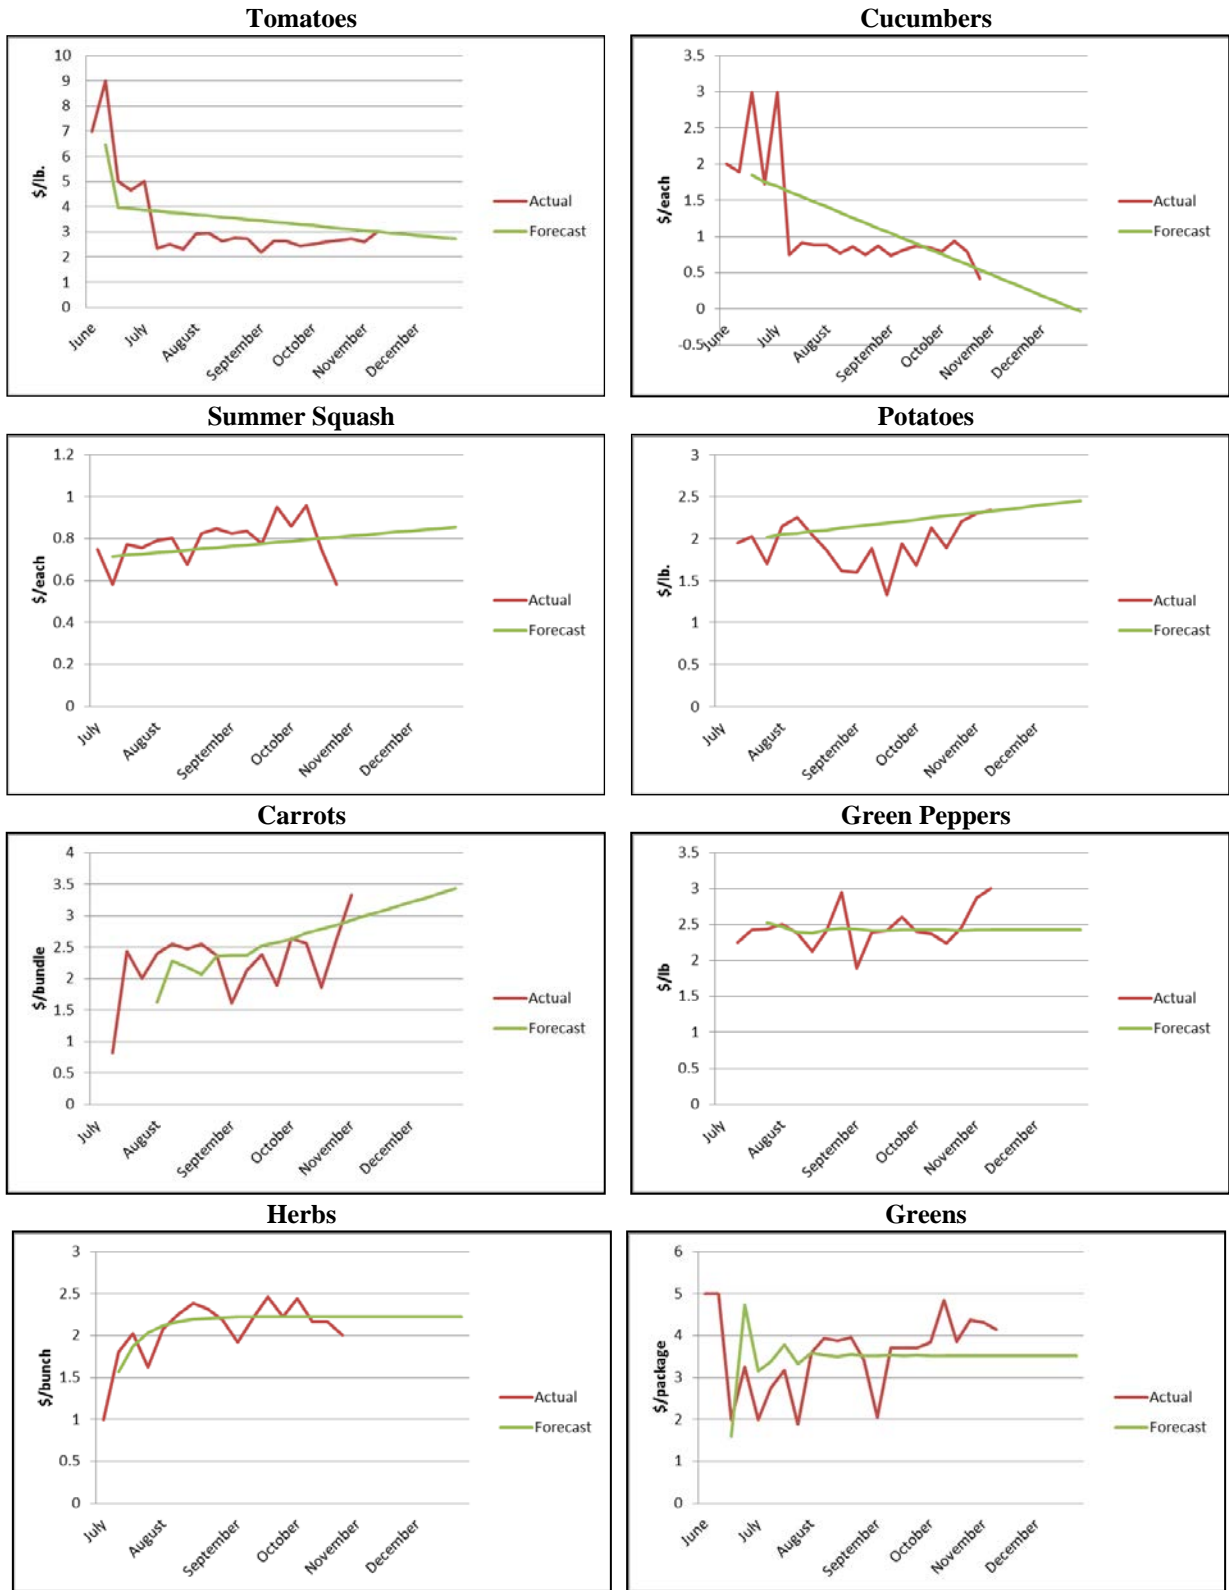 Tomatoes
10
9
8
7
6
5
4
3
2
1
0
$/lb.
June
July
August
September
October
November
December
Actual
Forecast
Cucumbers
3.5
3
2.5
2
1.5
1
0.5
0
-0.5
$/each
June
July
August
September
October
November
December
Actual
Forecast
Summer Squash
1.2
1
0.8
0.6
0.4
0.2
0
$/each
July
August
September
October
November
December
Actual
Forecast
Potatoes
3
2.5
2
1.5
1
0.5
0
$/lb.
July
August
September
October
November
December
Actual
Forecast
Carrots
4
3.5
3
2.5
2
1.5
1
0.5
0
$/bundle
July
August
September
October
November
December
Actual
Forecast
Green Peppers
3.5
3
2.5
2
1.5
1
0.5
0
$/lb
July
August
September
October
November
December
Actual
Forecast
Herbs
3
2.5
2
1.5
1
0.5
0
$/bunch
July
August
September
October
November
December
Actual
Forecast
Greens
6
5
4
3
2
1
0
$/package
June
July
August
September
October
November
December
Actual
Forecast